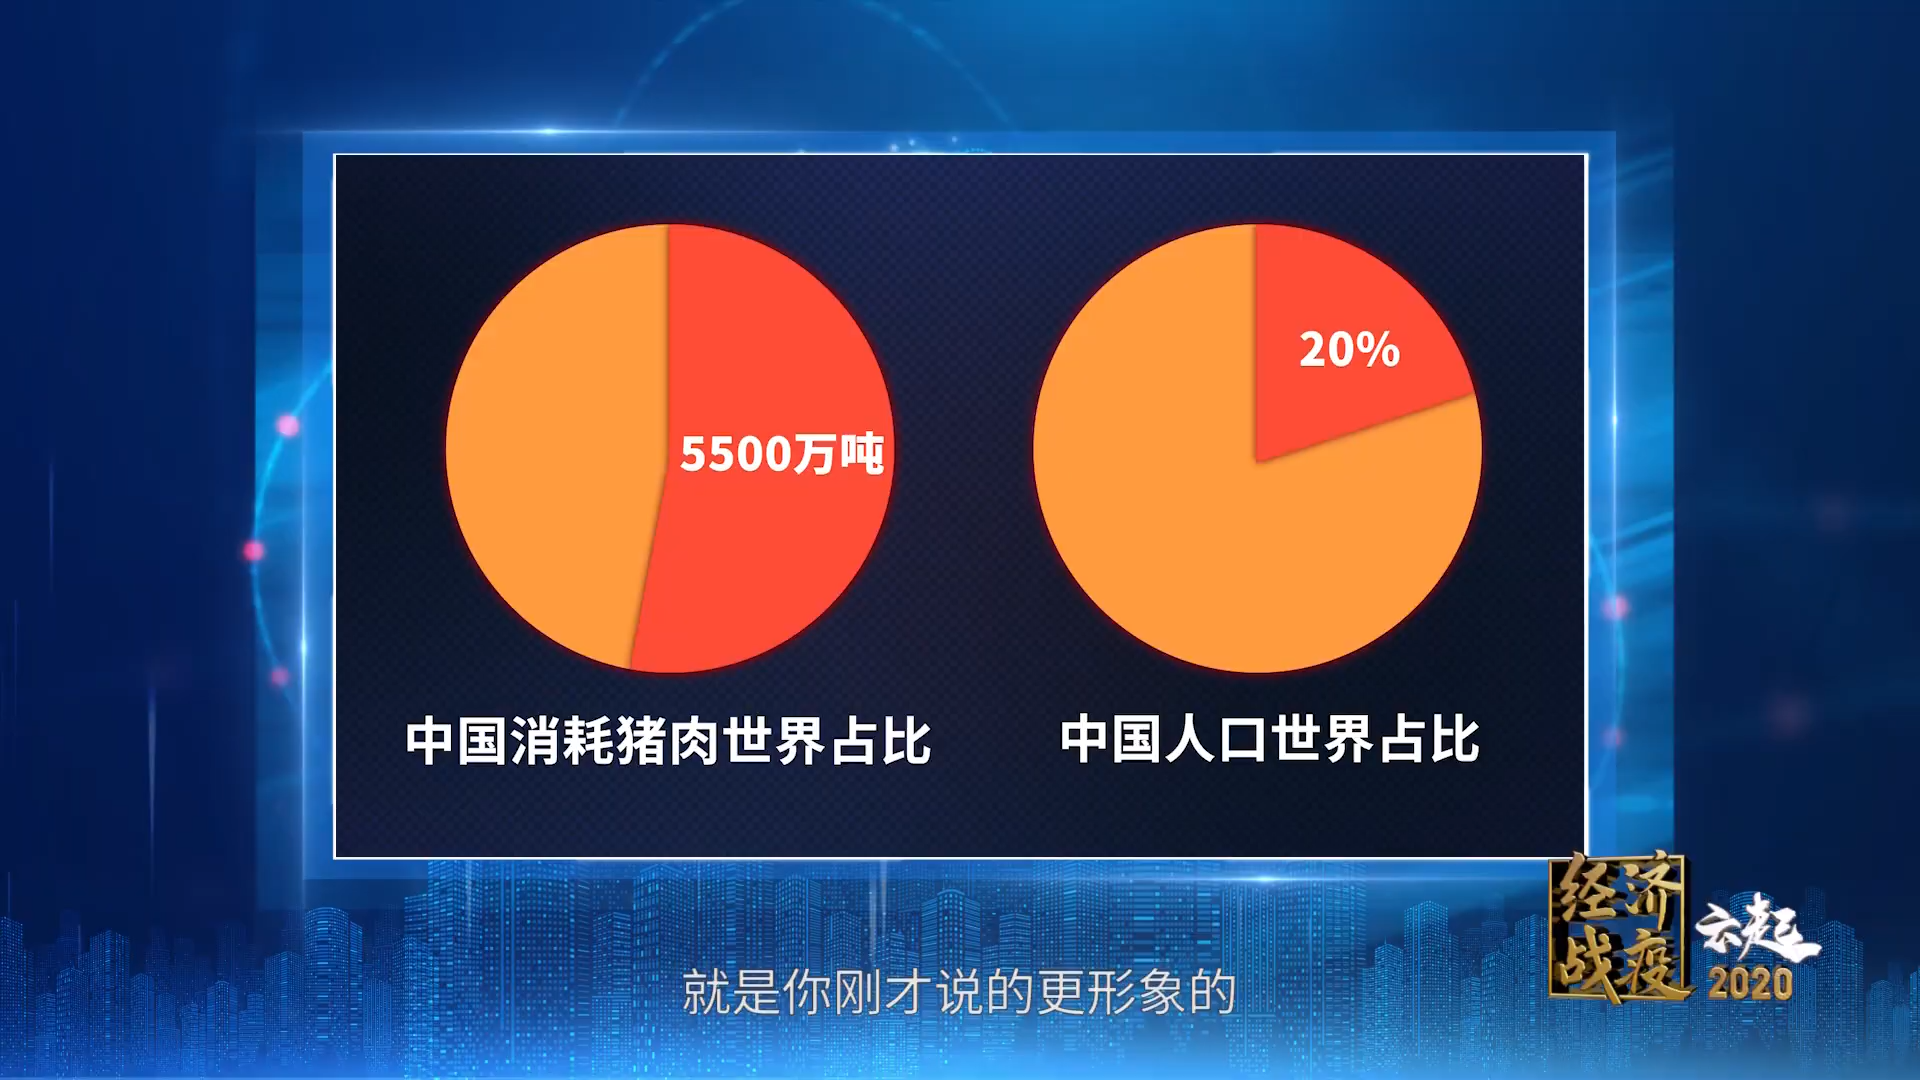 5500万吨
20%
中国消耗猪肉世界占比
中国人口世界占比
经济
战疫
云起
2020
就是你刚才说的更形象的